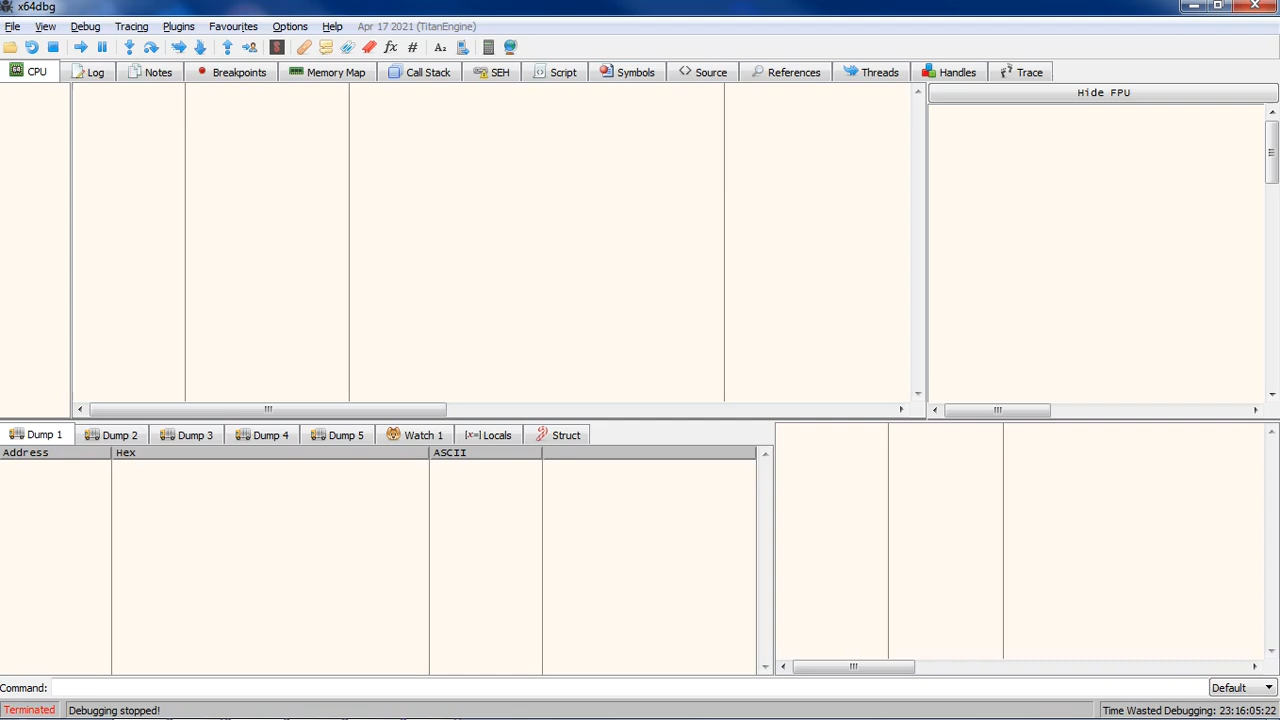 x64dbg
File View Debug Tracing Plugins Favourites Options Help Apr 17 2021 (TitanEngine)
S fx # Az
CPU Log Notes Breakpoints Memory Map Call Stack SEH Script Symbols Source References Threads Handles Trace
Hide FPU
Dump 1 Dump 2 Dump 3 Dump 4 Dump 5 Watch 1 [x=] Locals Struct
Address Hex ASCII
Command: Default
Terminated Debugging stopped! Time Wasted Debugging: 23:16:05:22